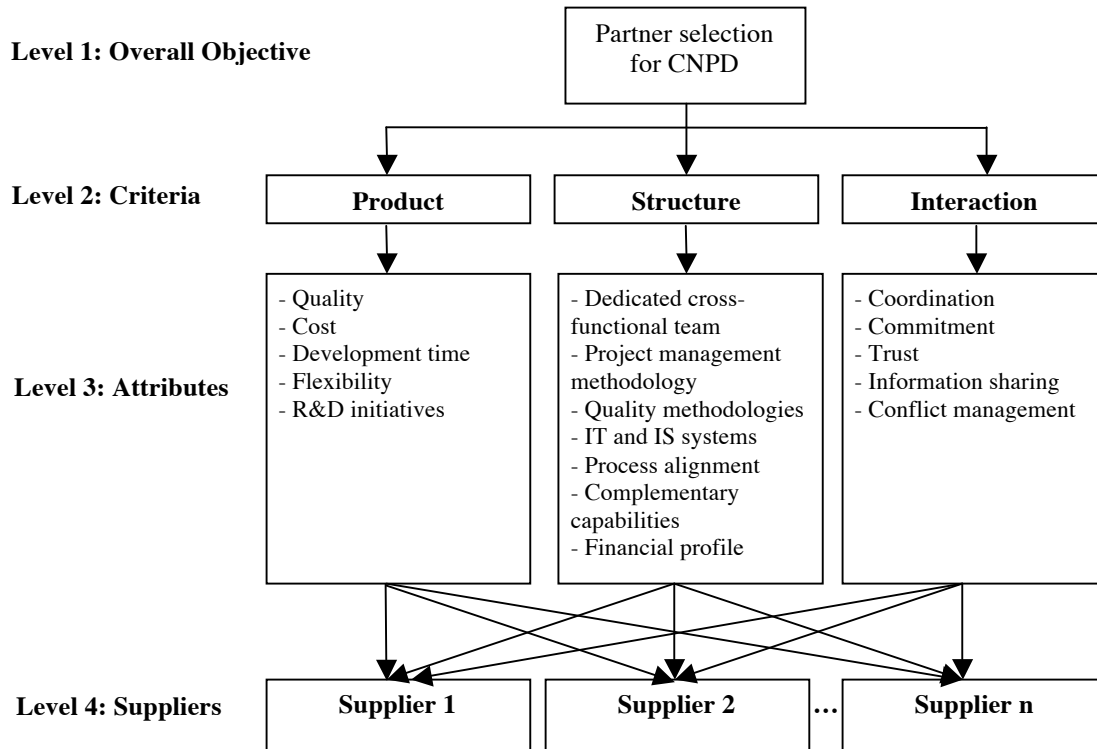 Level 1: Overall Objective
Partner selection
for CNPD
Level 2: Criteria
Product
Structure
Interaction
Level 3: Attributes
- Quality
- Cost
- Development time
- Flexibility
- R&D initiatives
- Dedicated cross-
functional team
- Project management
methodology
- Quality methodologies
- IT and IS systems
- Process alignment
- Complementary
capabilities
- Financial profile
- Coordination
- Commitment
- Trust
- Information sharing
- Conflict management
Level 4: Suppliers
Supplier 1
Supplier 2
...
Supplier n